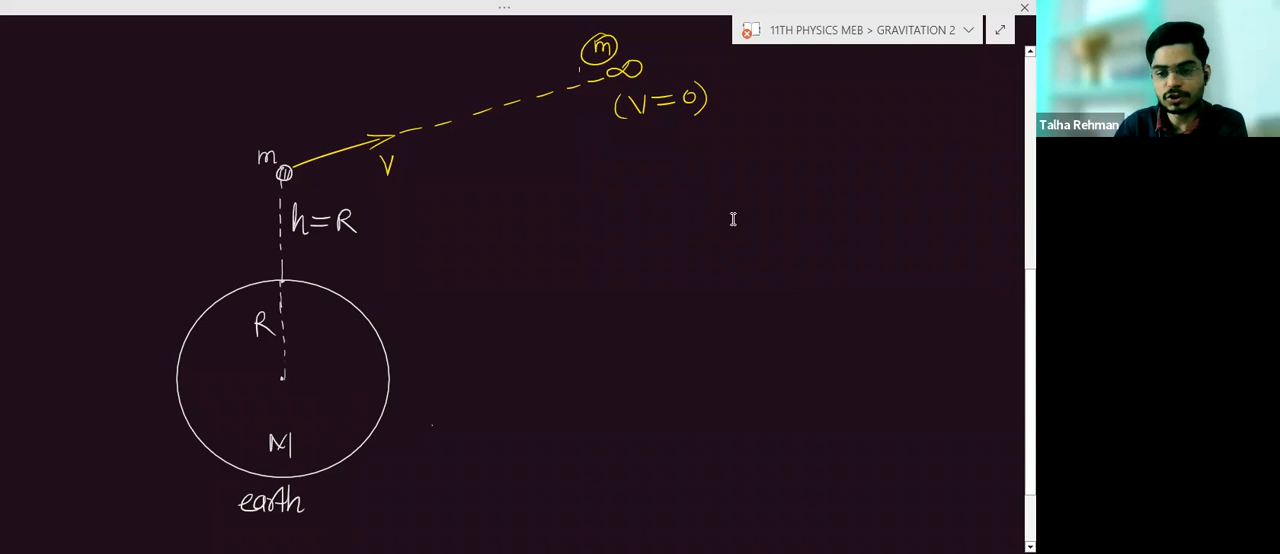 11TH PHYSICS MEB > GRAVITATION 2
Talha Rehman
m
∞
(V=0)
V
m
h=R
R
M
earth